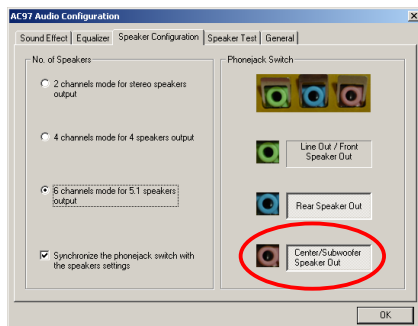 AC97 Audio Configuration
Sound Effect
Equalizer
Speaker Configuration
Speaker Test
General
No. of Speakers
2 channels mode for stereo speakers
output
4 channels mode for 4 speakers output
6 channels mode for 5.1 speakers
output
Synchronize the phonejack switch with
the speakers settings
Phonejack Switch
Line Out / Front
Speaker Out
Rear Speaker Out
Center/Subwoofer
Speaker Out
OK